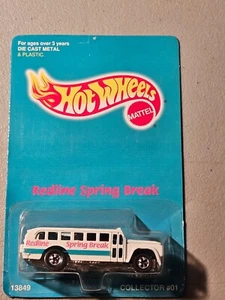 For ages over 3 years
DIE CAST METAL
& PLASTIC
Hot Wheels
MATTEL
Redline Spring Break
Redline Spring Break
13849
COLLECTOR #01